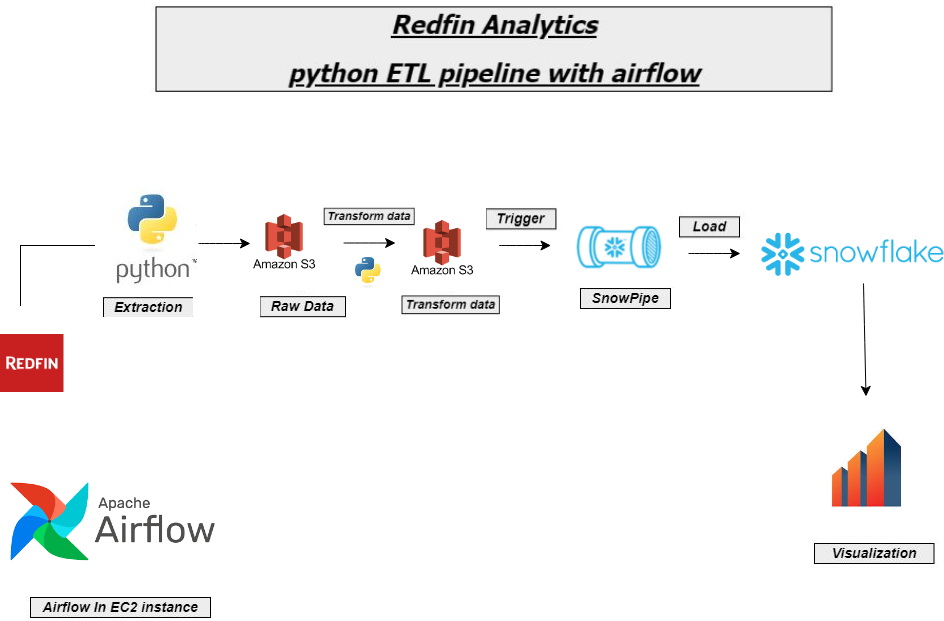 Redfin Analytics
python ETL pipeline with airflow
python™
Extraction
Amazon S3
Raw Data
Transform data
Amazon S3
Transform data
Trigger
SnowPipe
Load
snowflake
REDFIN
Apache
Airflow
Airflow In EC2 instance
Visualization